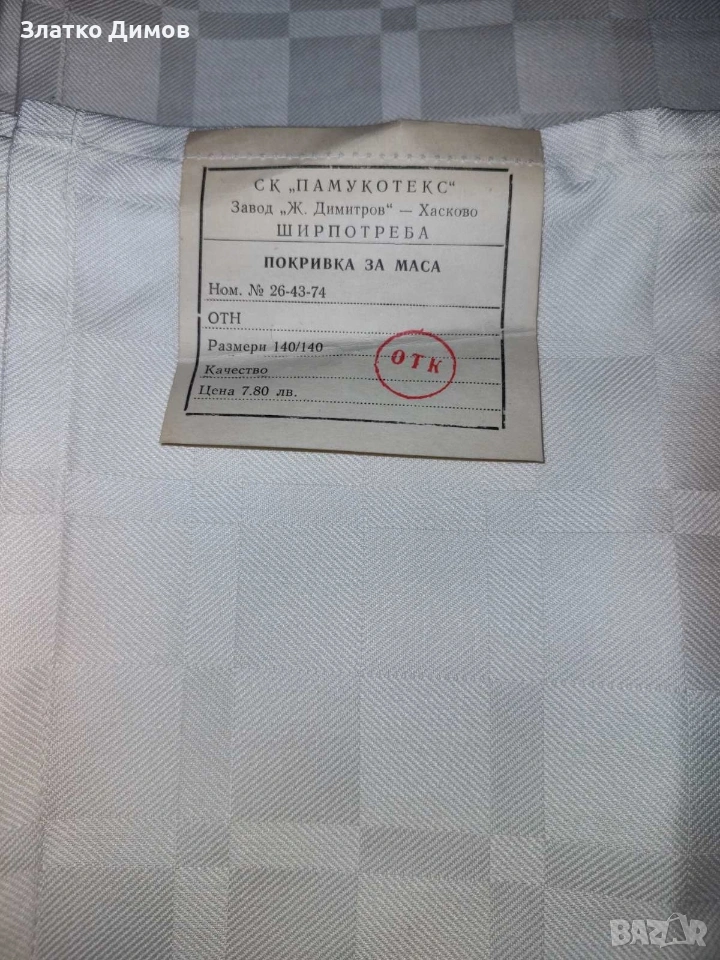 Златко Димов
СК „ПАМУКОТЕКС“
Завод „Ж. Димитров“ — Хасково
ШИРПОТРЕБА
ПОКРИВКА ЗА МАСА
Ном. № 26-43-74
ОТН
Размери 140/140
ОТК
Качество
Цена 7.80 лв.
BAZAR